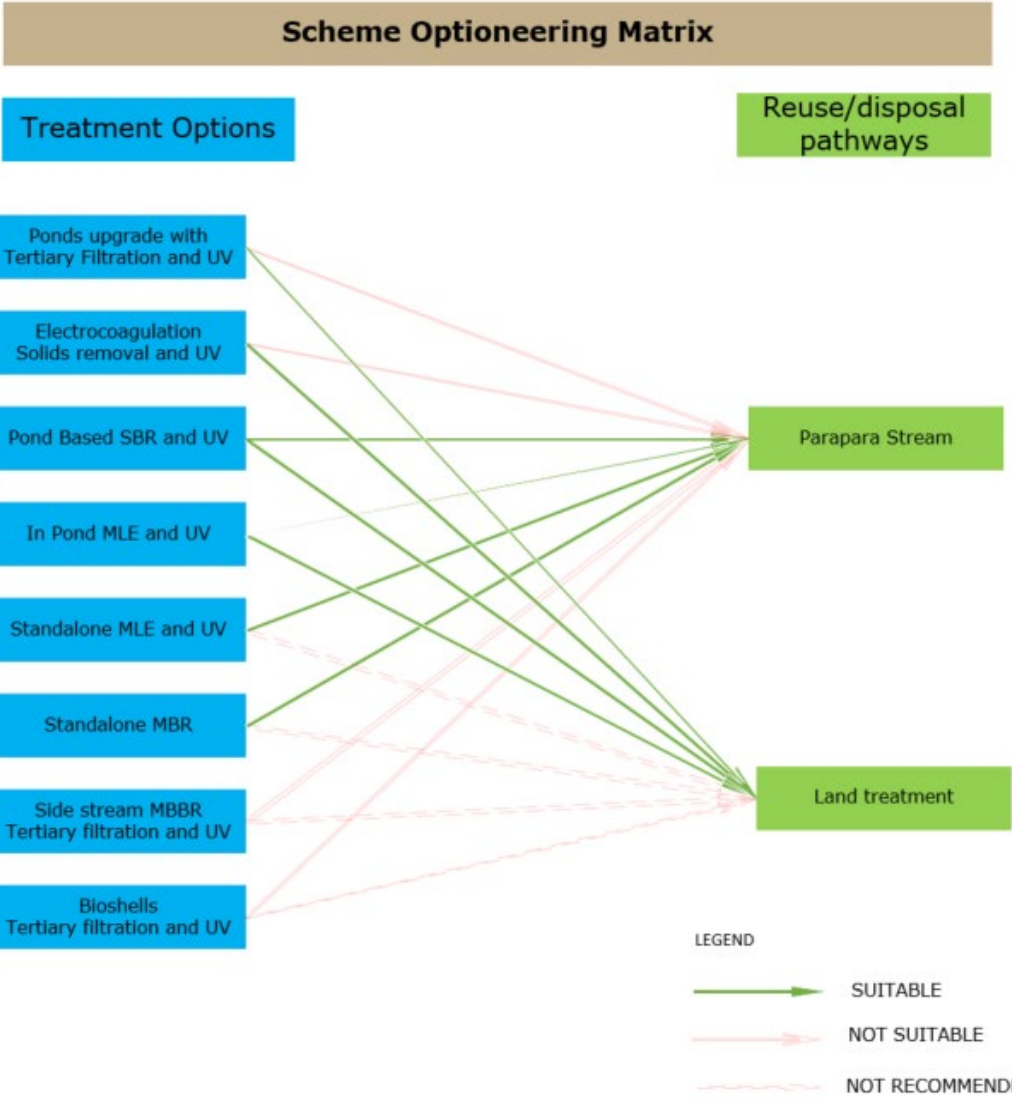 Scheme Optioneering Matrix
Treatment Options
Reuse/disposal
pathways
Ponds upgrade with
Tertiary Filtration and UV
Electrocoagulation
Solids removal and UV
Pond Based SBR and UV
Parapara Stream
In Pond MLE and UV
Standalone MLE and UV
Standalone MBR
Side stream MBBR
Tertiary filtration and UV
Land treatment
Bioshells
Tertiary filtration and UV
LEGEND
SUITABLE
NOT SUITABLE
NOT RECOMMEND